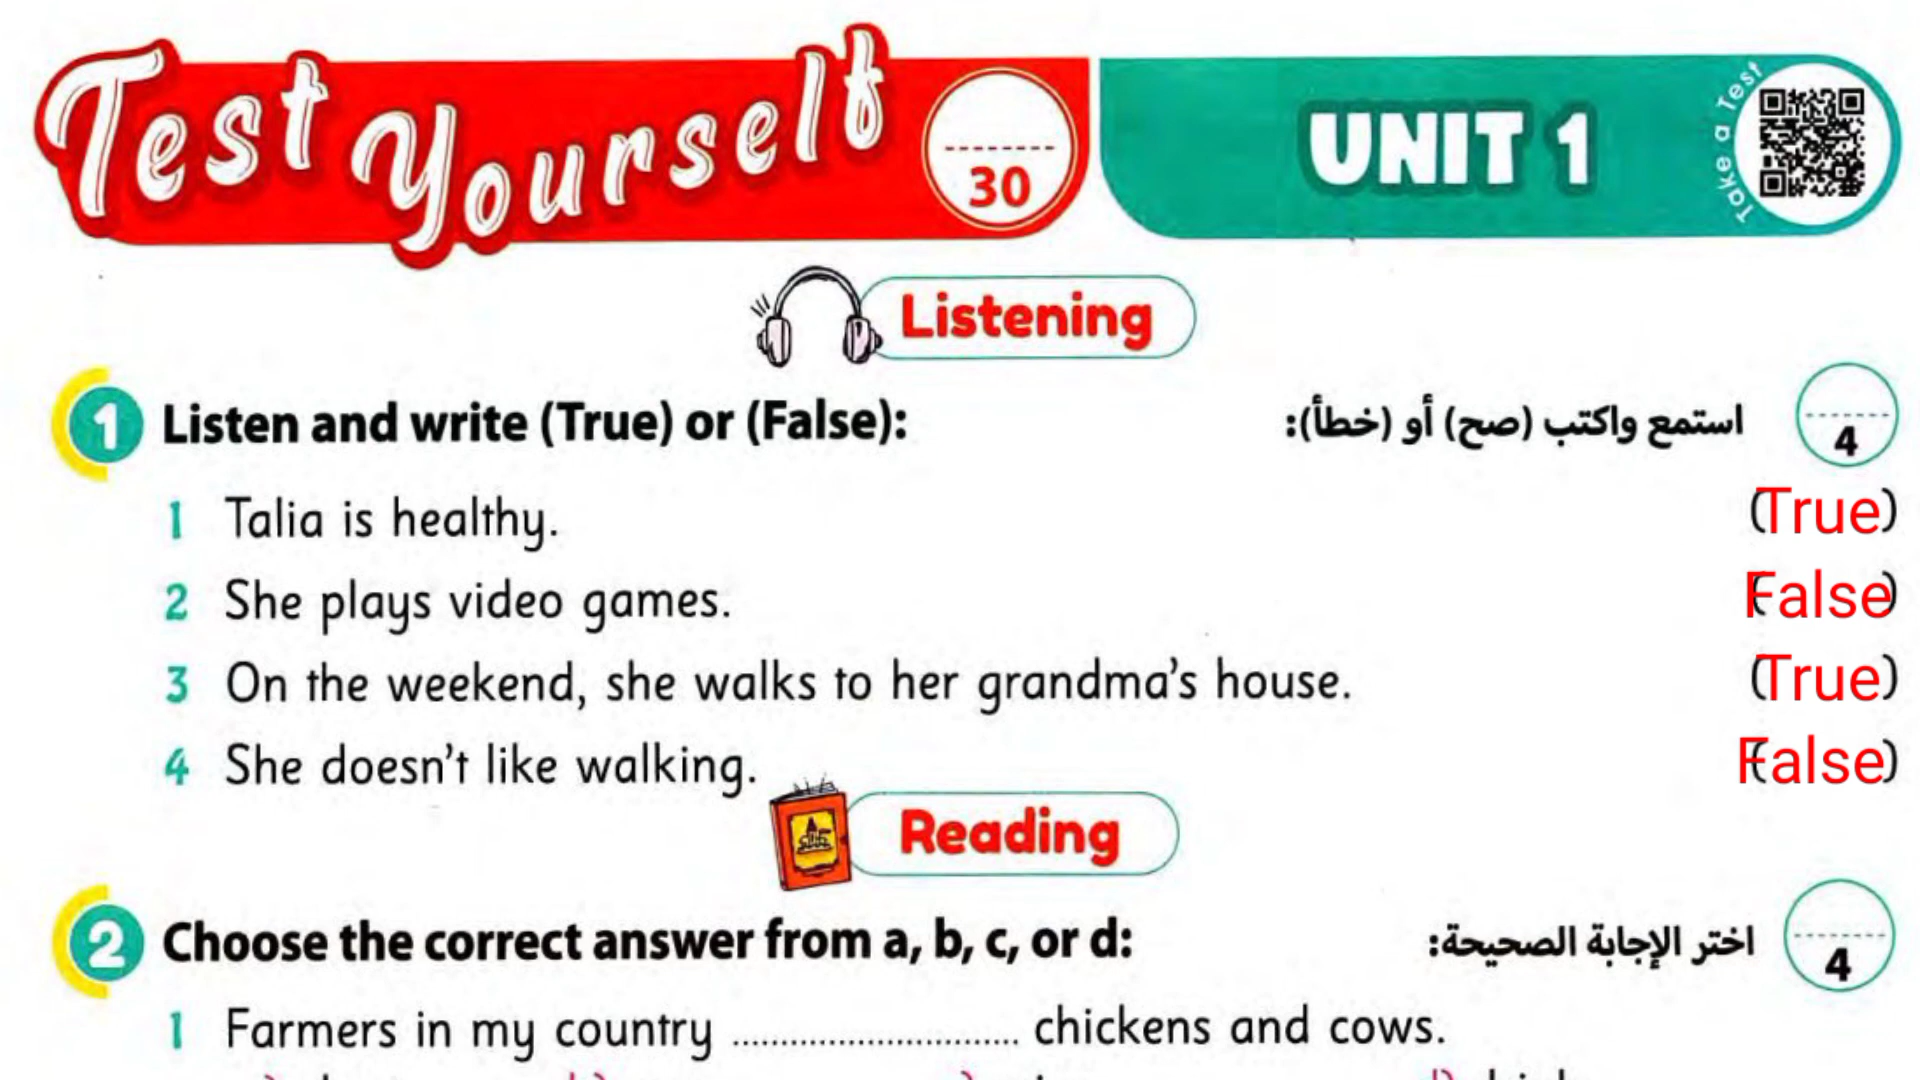 Test Yourself
30
UNIT 1
Take a Test
Listening
1 Listen and write (True) or (False): استمع واكتب (صح) أو (خطأ): 4
1 Talia is healthy. (True)
2 She plays video games. (False)
3 On the weekend, she walks to her grandma's house. (True)
4 She doesn't like walking. (False)
Reading
2 Choose the correct answer from a, b, c, or d: اختر الإجابة الصحيحة: 4
1 Farmers in my country ............................ chickens and cows.